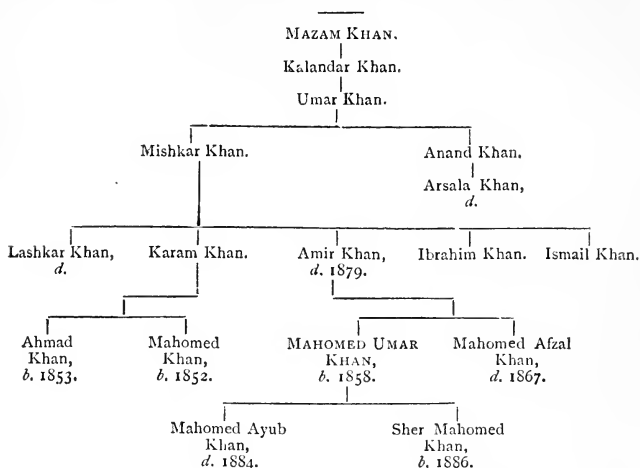 MAZAM KHAN.
Kalandar Khan.
Umar Khan.
Mishkar Khan. Anand Khan.
Arsala Khan,
d.
Lashkar Khan, Karam Khan. Amir Khan, Ibrahim Khan. Ismail Khan.
d. d. 1879.
Ahmad Mahomed MAHOMED UMAR Mahomed Afzal
Khan, Khan, KHAN, Khan,
b. 1853. b. 1852. b. 1858. d. 1867.
Mahomed Ayub Sher Mahomed
Khan, Khan,
d. 1884. b. 1886.